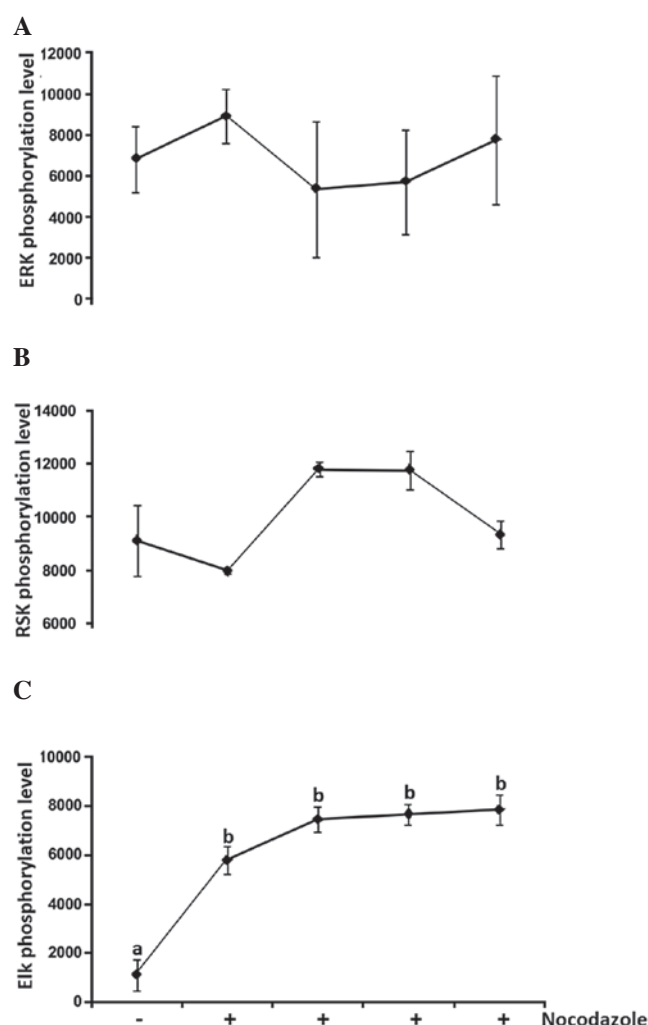 A
12000
10000
8000
6000
4000
2000
0
ERK phosphorylation level
B
14000
12000
10000
8000
6000
RSK phosphorylation level
C
10000
8000
6000
4000
2000
0
Elk phosphorylation level
a
b
b
b
b
- + + + + Nocodazole